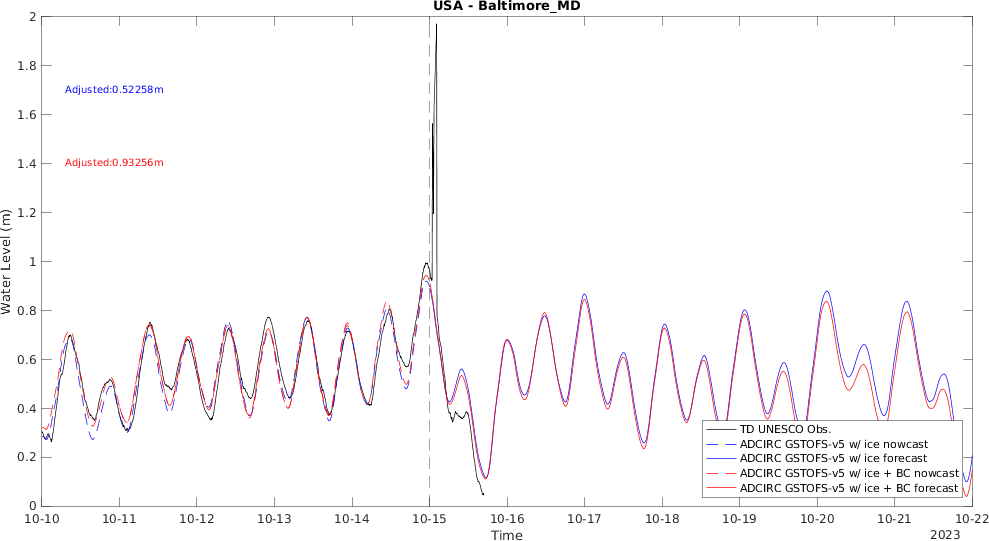 USA - Baltimore_MD
2
1.8
1.6
1.4
1.2
1
0.8
0.6
0.4
0.2
0
Water Level (m)
Adjusted:0.52258m
Adjusted:0.93256m
TD UNESCO Obs.
ADCIRC GSTOFS-v5 w/ ice nowcast
ADCIRC GSTOFS-v5 w/ ice forecast
ADCIRC GSTOFS-v5 w/ ice + BC nowcast
ADCIRC GSTOFS-v5 w/ ice + BC forecast
10-10 10-11 10-12 10-13 10-14 10-15 10-16 10-17 10-18 10-19 10-20 10-21 10-22
Time
2023